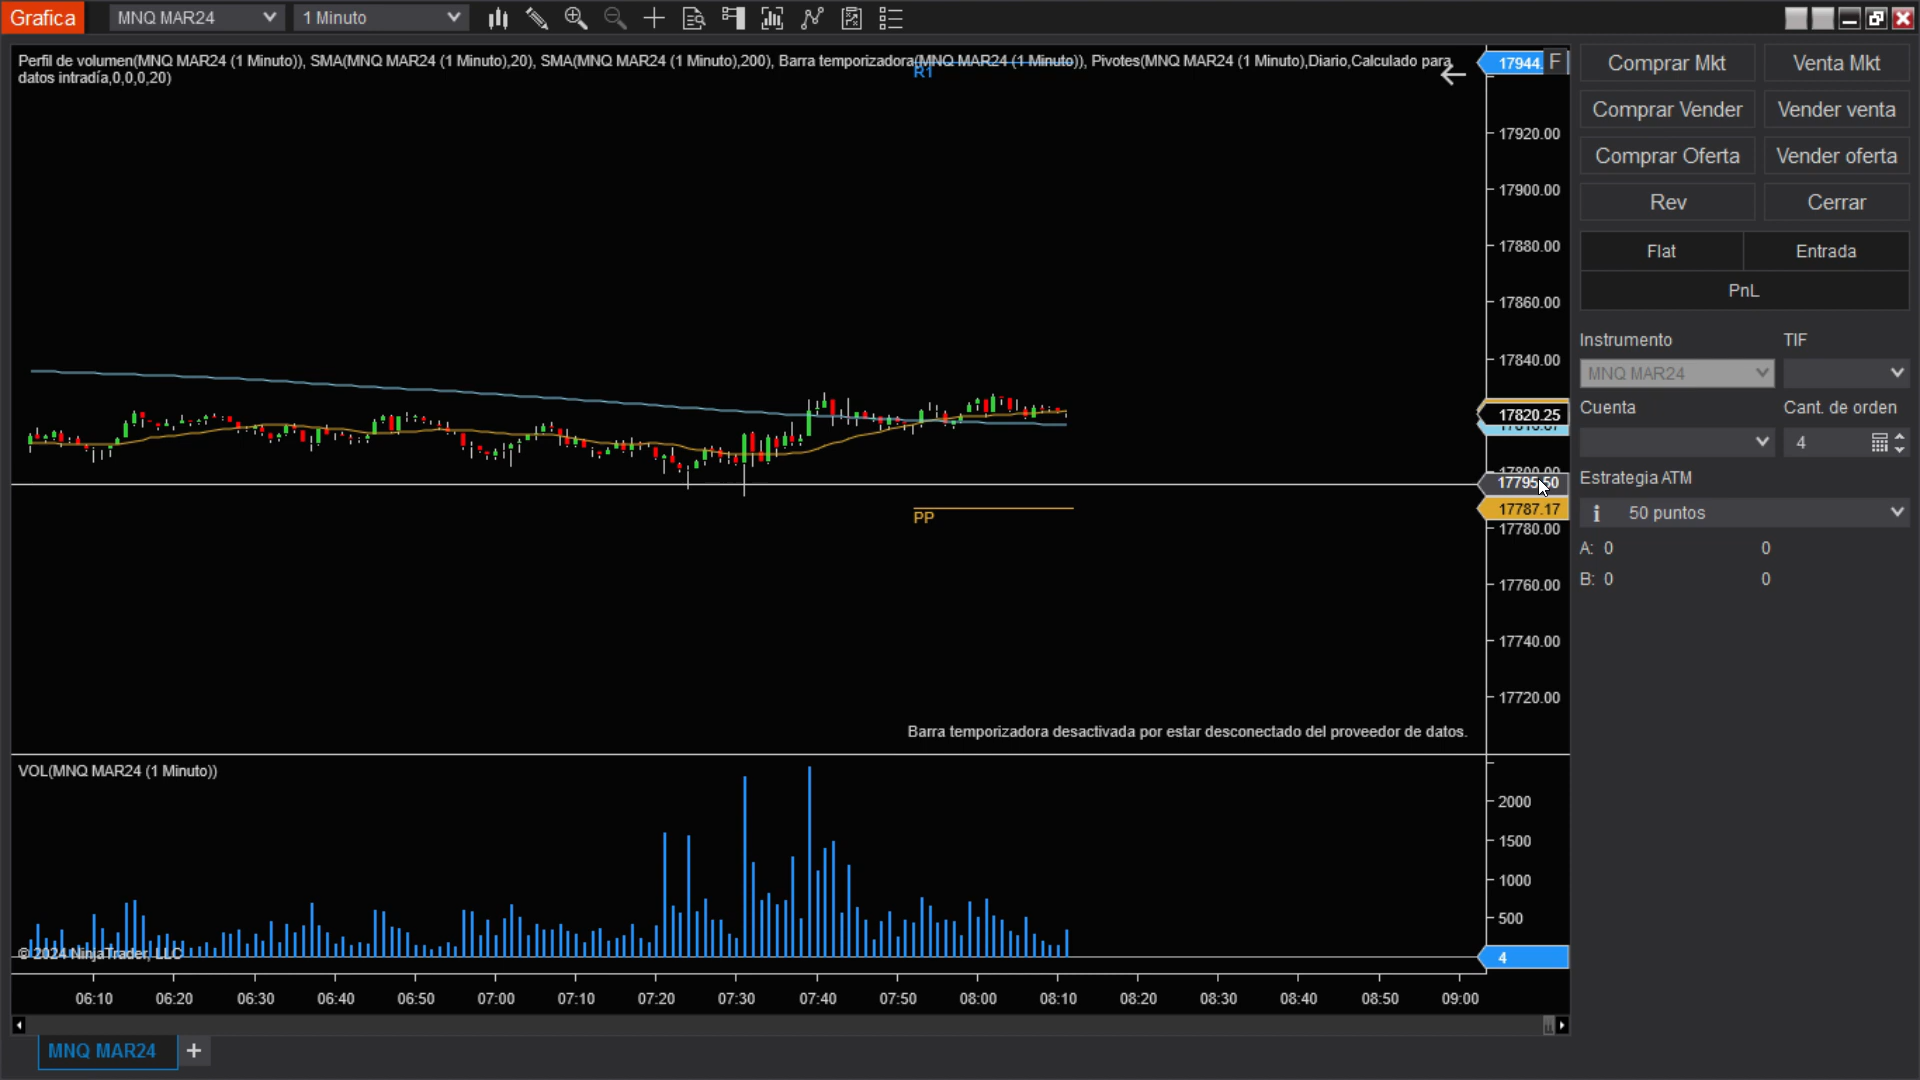 Grafica
MNQ MAR24
1 Minuto
Perfil de volumen(MNQ MAR24 (1 Minuto)), SMA(MNQ MAR24 (1 Minuto),20), SMA(MNQ MAR24 (1 Minuto),200), Barra temporizadora(MNQ MAR24 (1 Minuto)), Pivotes(MNQ MAR24 (1 Minuto),Diario,Calculado para
datos intradía,0,0,0,20)
R1
17944.
F
17920.00
17900.00
17880.00
17860.00
17840.00
17820.25
17800.00
17795.50
PP
17787.17
17780.00
17760.00
17740.00
17720.00
Barra temporizadora desactivada por estar desconectado del proveedor de datos.
VOL(MNQ MAR24 (1 Minuto))
2000
1500
1000
500
© 2024 NinjaTrader, LLC
4
06:10 06:20 06:30 06:40 06:50 07:00 07:10 07:20 07:30 07:40 07:50 08:00 08:10 08:20 08:30 08:40 08:50 09:00
MNQ MAR24 +
Comprar Mkt Venta Mkt
Comprar Vender Vender venta
Comprar Oferta Vender oferta
Rev Cerrar
Flat Entrada
PnL
Instrumento TIF
MNQ MAR24
Cuenta Cant. de orden
4
Estrategia ATM
50 puntos
A: 0 0
B: 0 0